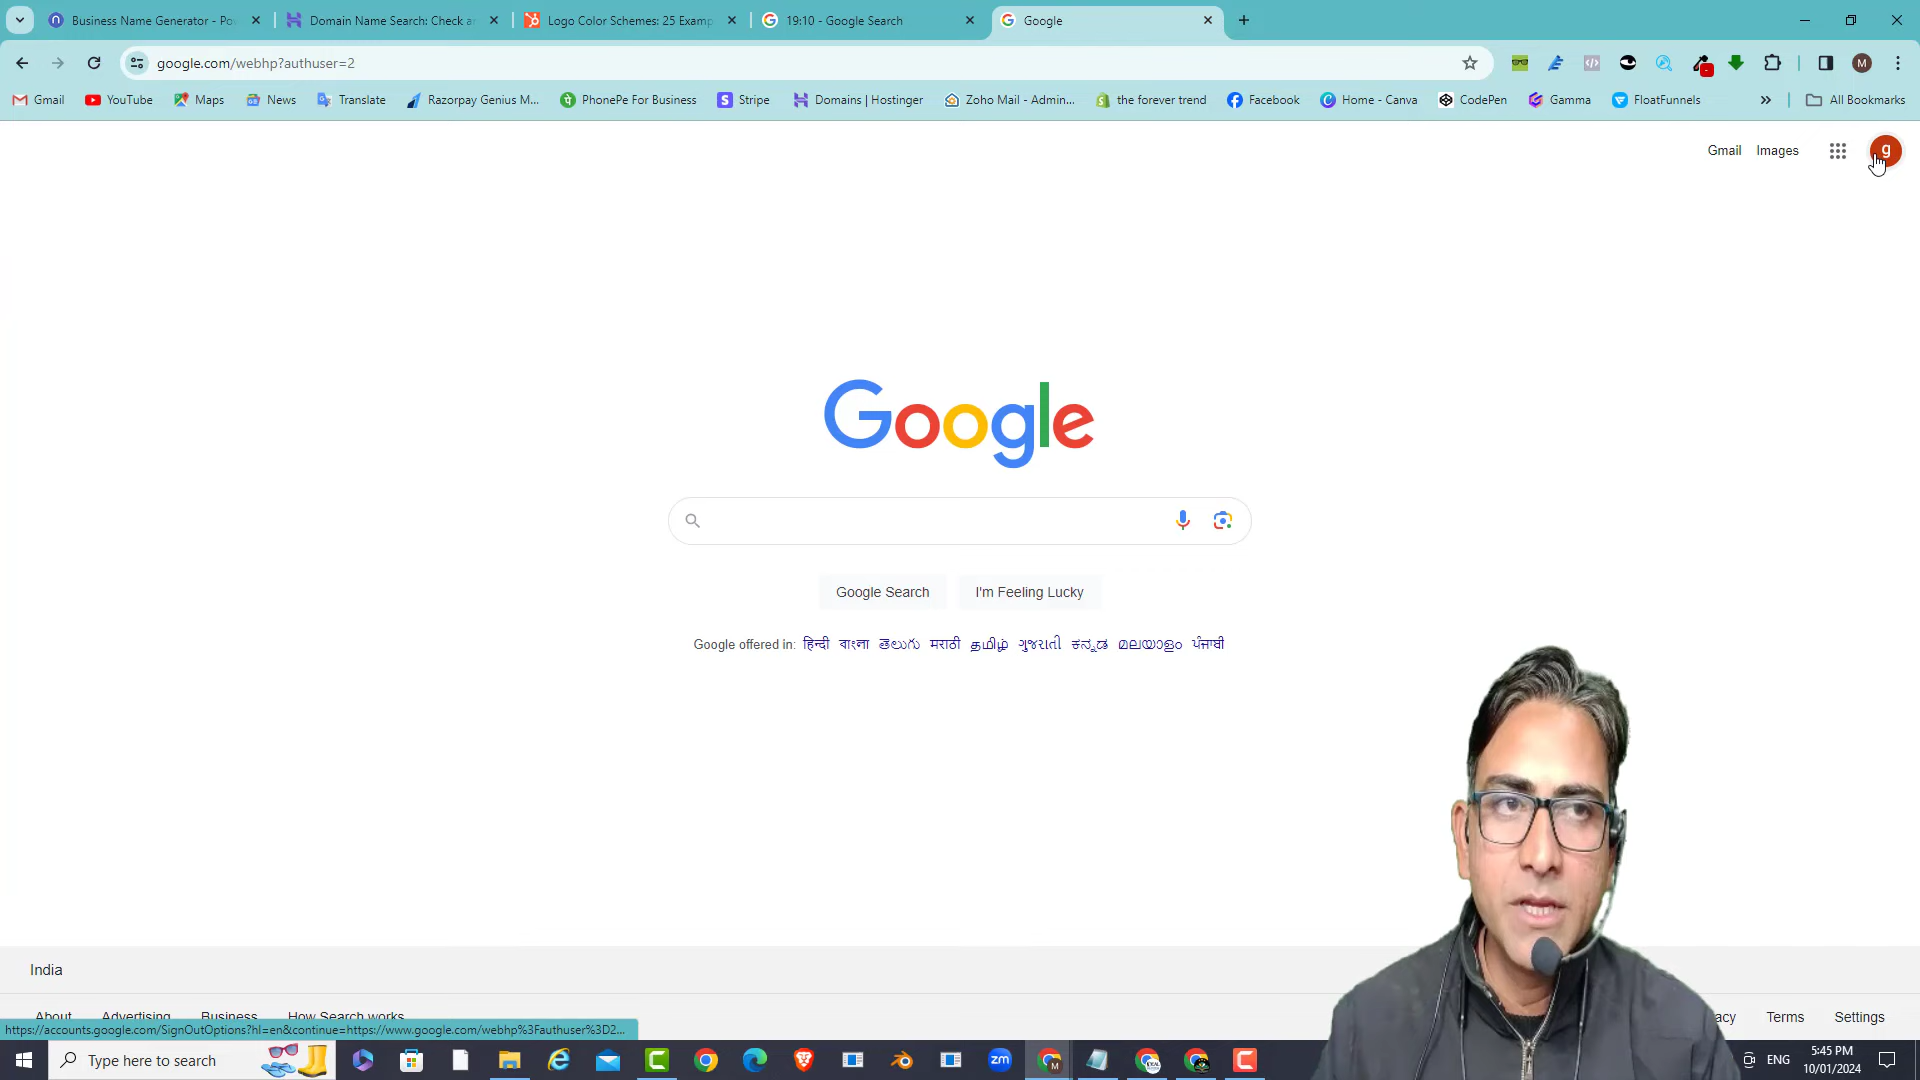 Business Name Generator - Po
Domain Name Search: Check a
Logo Color Schemes: 25 Examp
19:10 - Google Search
Google
google.com/webhp?authuser=2
M
Gmail
YouTube
Maps
News
Translate
Razorpay Genius M...
PhonePe For Business
Stripe
Domains | Hostinger
Zoho Mail - Admin...
the forever trend
Facebook
Home - Canva
CodePen
Gamma
FloatFunnels
All Bookmarks
Gmail Images
g
Google
Google Search
I'm Feeling Lucky
Google offered in: हिन्दी বাংলা తెలుగు मराठी தமிழ் ગુજરાતી ಕನ್ನಡ മലയാളം ਪੰਜਾਬੀ
India
About Advertising Business How Search works
acy Terms Settings
https://accounts.google.com/SignOutOptions?hl=en&continue=https://www.google.com/webhp%3Fauthuser%3D2...
Type here to search
zm
M
ENG
5:45 PM
10/01/2024